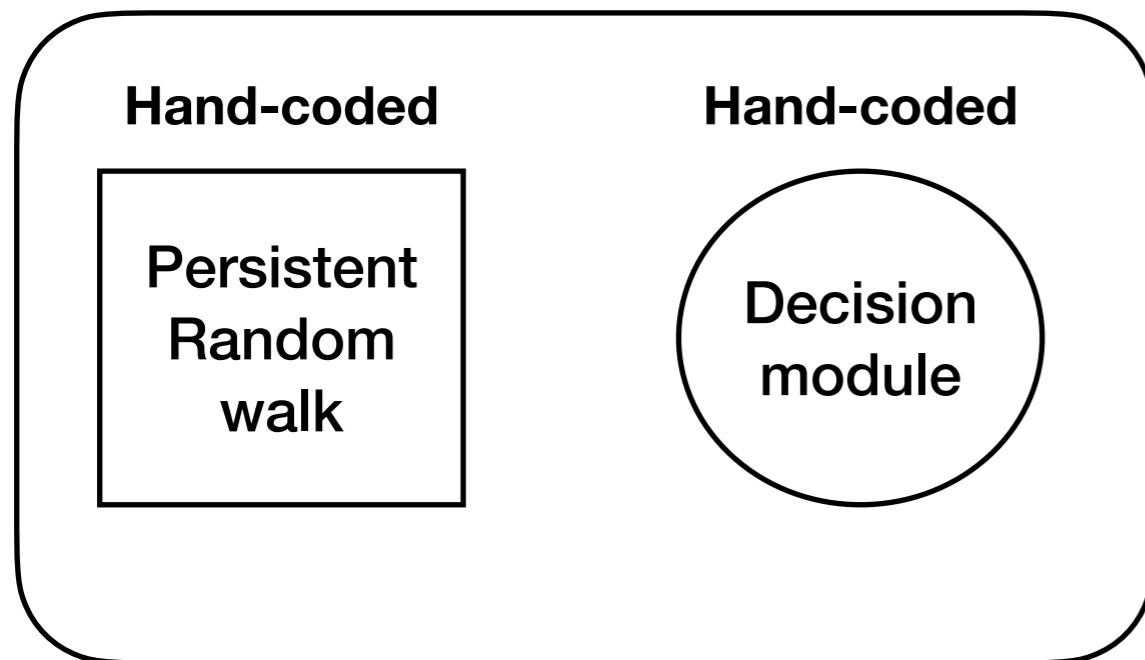 Hand-coded
Persistent
Random
walk
Hand-coded
Decision
module